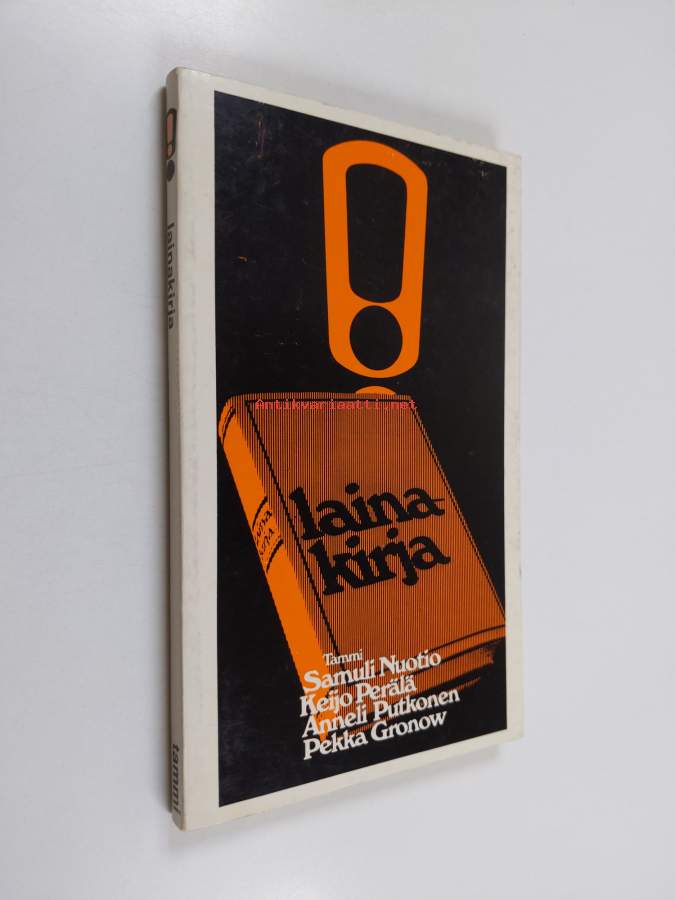 lainakirja
tammi
Antikvariaatti.net
laina-
kirja
Tammi
Samuli Nuotio
Keijo Perälä
Anneli Putkonen
Pekka Gronow